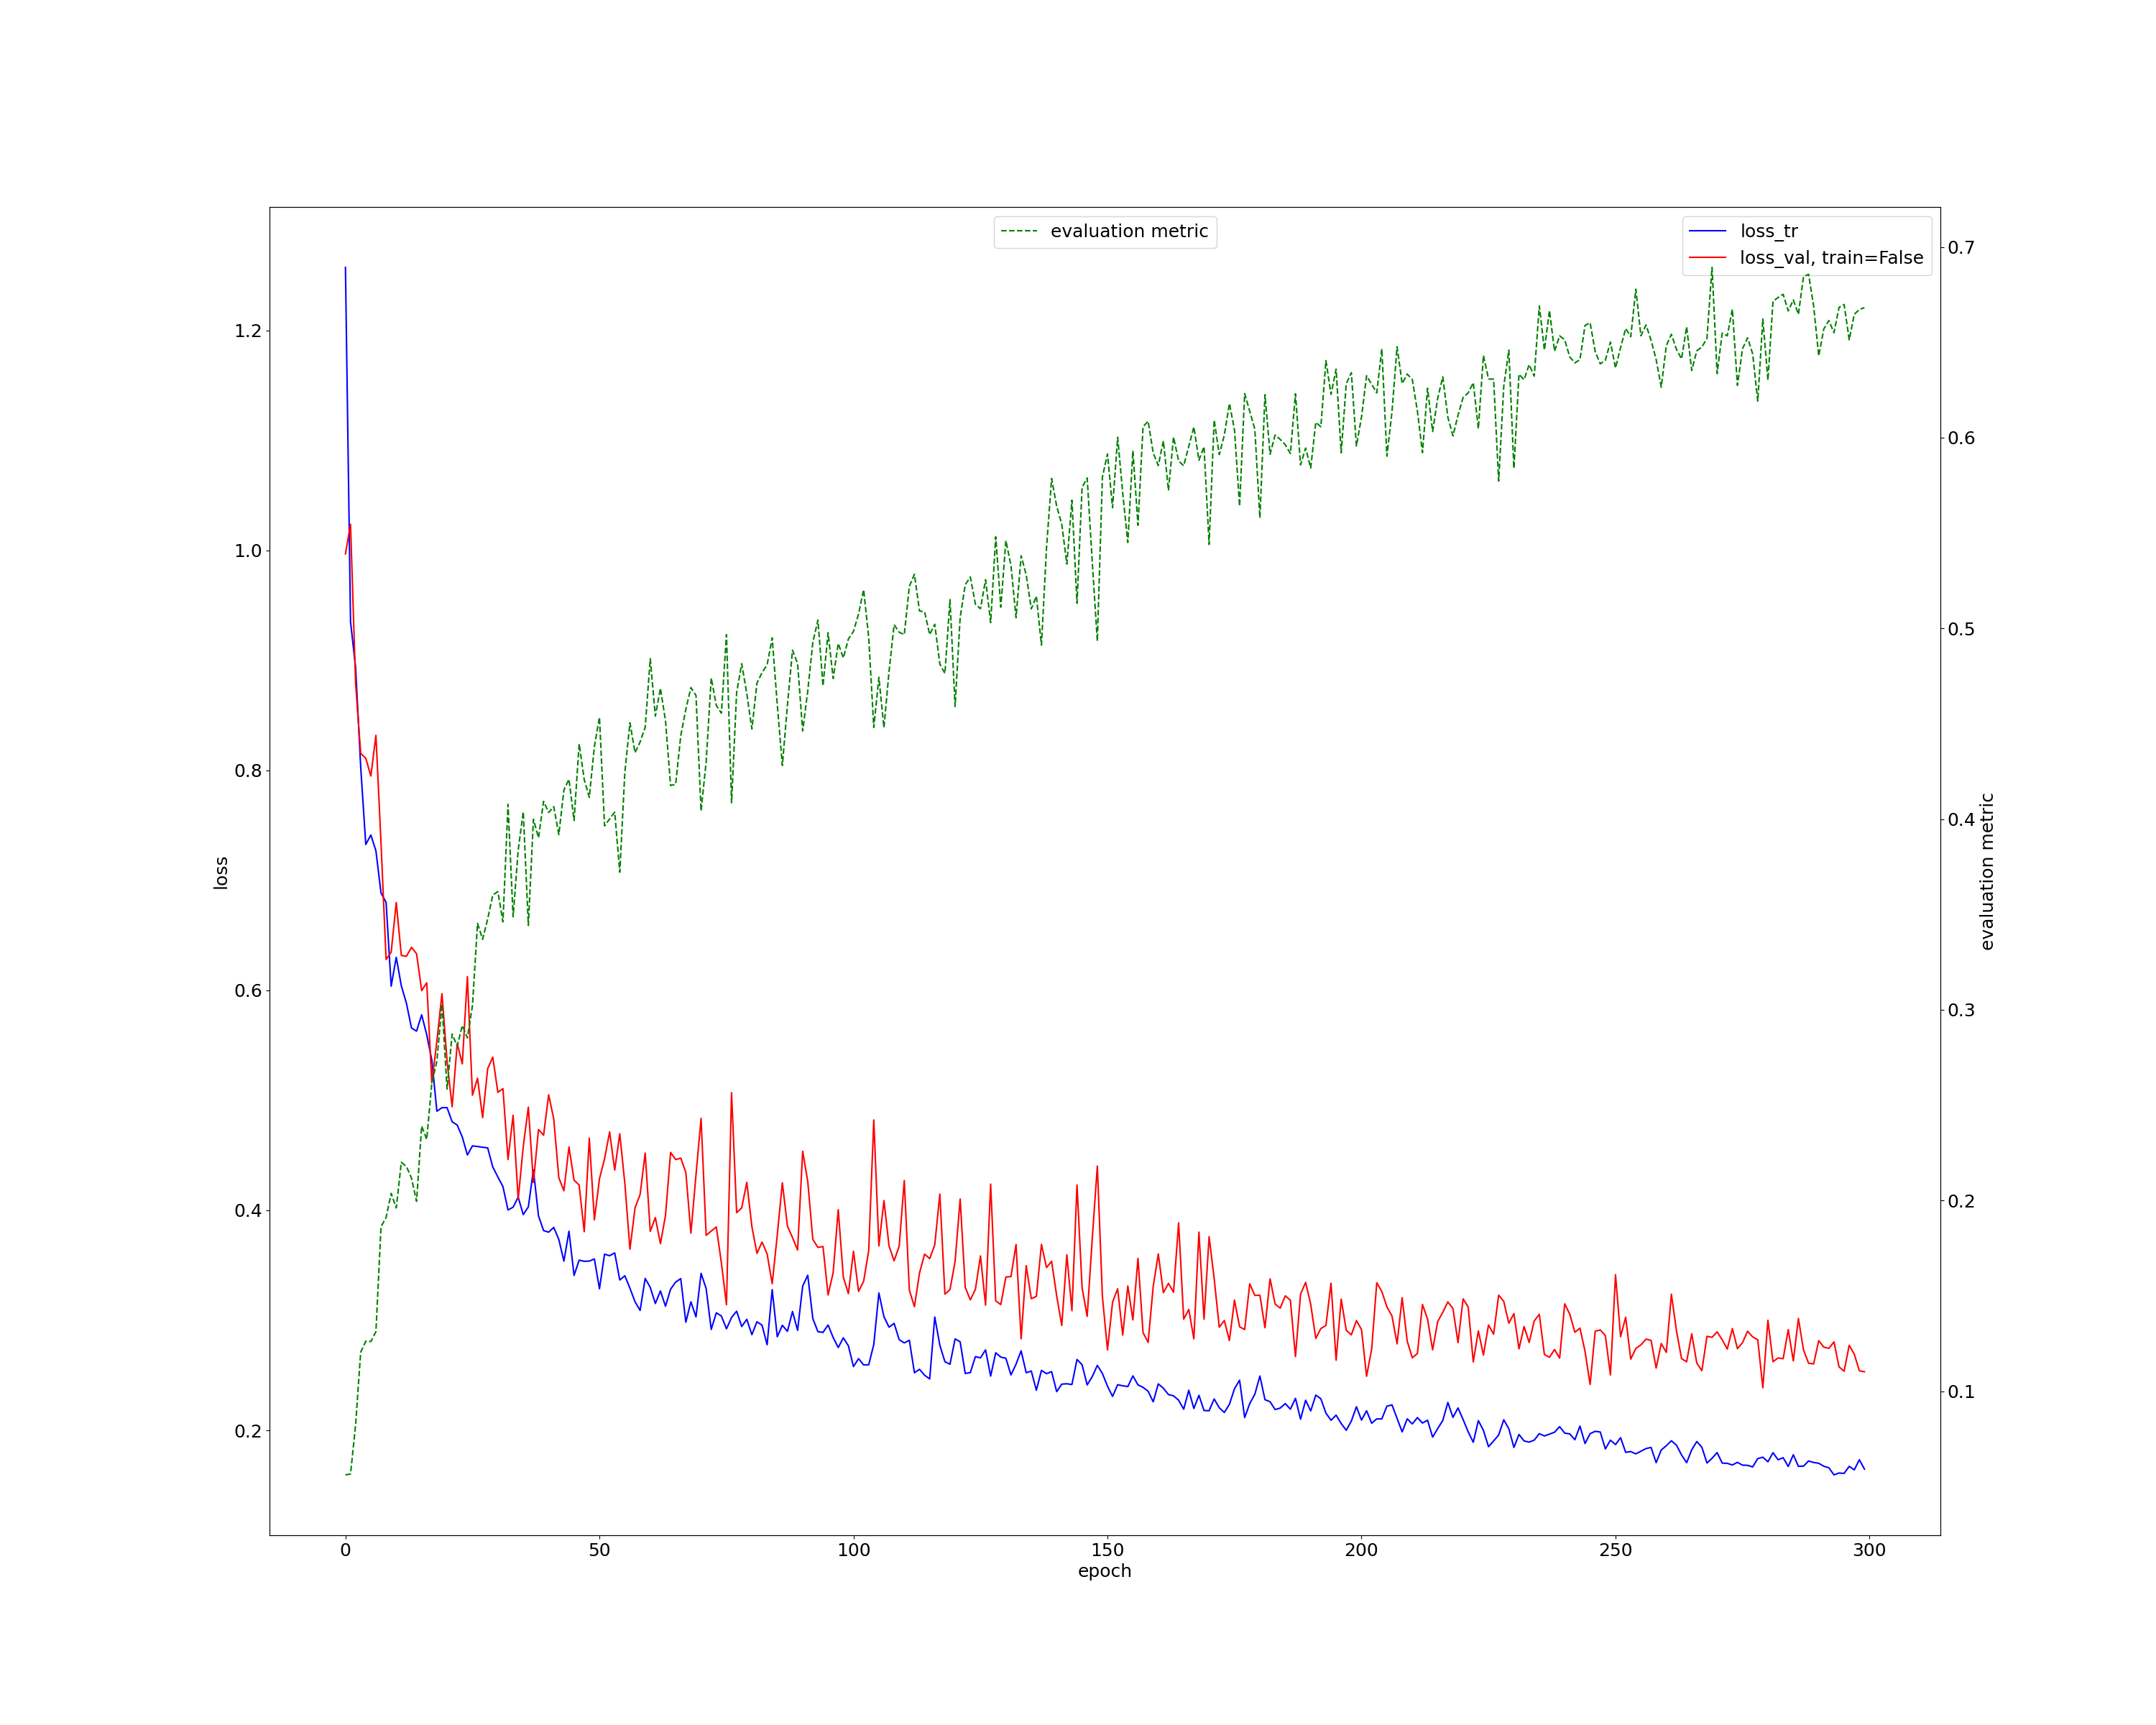 evaluation metric
loss_tr
loss_val, train=False
1.2
1.0
0.8
0.6
0.4
0.2
loss
0.7
0.6
0.5
0.4
0.3
0.2
0.1
evaluation metric
0 50 100 150 200 250 300
epoch